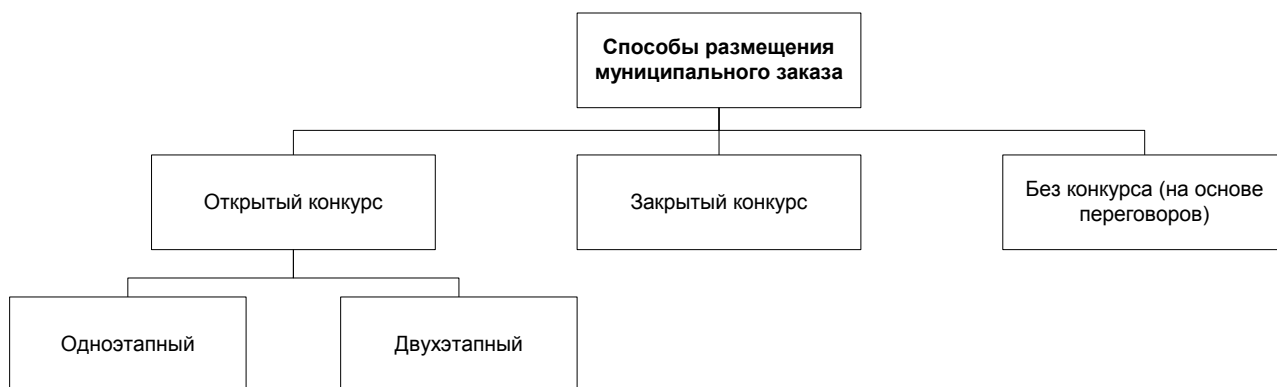 Способы размещения
муниципального заказа
Открытый конкурс
Закрытый конкурс
Без конкурса (на основе
переговоров)
Одноэтапный
Двухэтапный